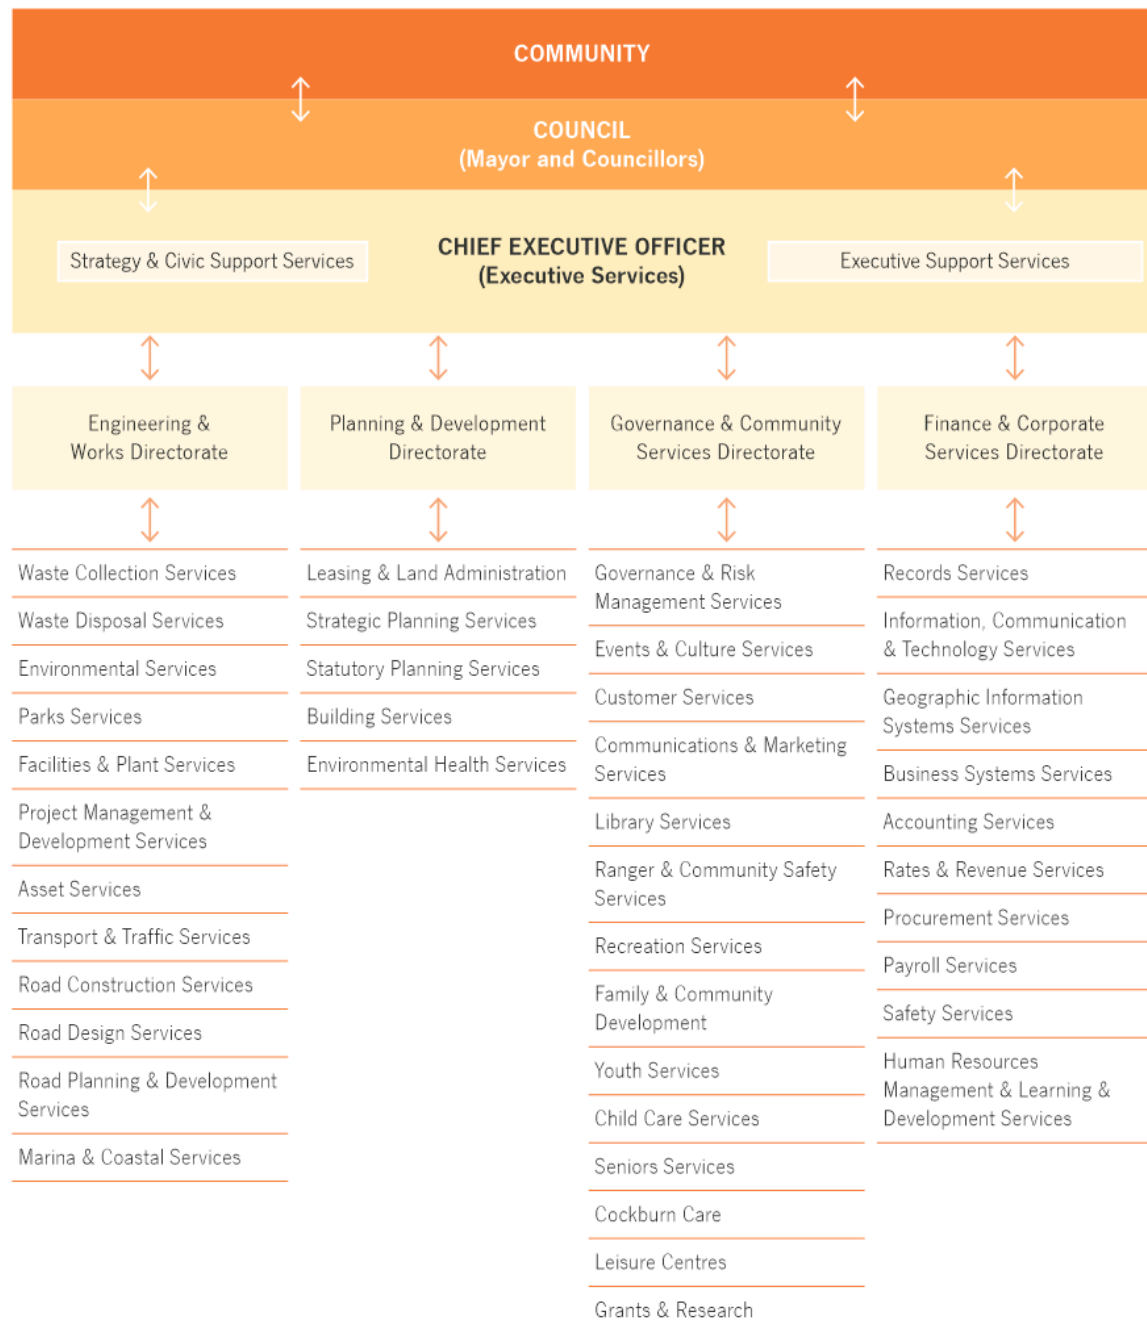 COMMUNITY
COUNCIL
(Mayor and Councillors)
CHIEF EXECUTIVE OFFICER
(Executive Services)
Strategy & Civic Support Services
Executive Support Services
Engineering &
Works Directorate
Planning & Development
Directorate
Governance & Community
Services Directorate
Finance & Corporate
Services Directorate
Waste Collection Services
Waste Disposal Services
Environmental Services
Parks Services
Facilities & Plant Services
Project Management &
Development Services
Asset Services
Transport & Traffic Services
Road Construction Services
Road Design Services
Road Planning & Development
Services
Marina & Coastal Services
Leasing & Land Administration
Strategic Planning Services
Statutory Planning Services
Building Services
Environmental Health Services
Governance & Risk
Management Services
Events & Culture Services
Customer Services
Communications & Marketing
Services
Library Services
Ranger & Community Safety
Services
Recreation Services
Family & Community
Development
Youth Services
Child Care Services
Seniors Services
Cockburn Care
Leisure Centres
Grants & Research
Records Services
Information, Communication
& Technology Services
Geographic Information
Systems Services
Business Systems Services
Accounting Services
Rates & Revenue Services
Procurement Services
Payroll Services
Safety Services
Human Resources
Management & Learning &
Development Services